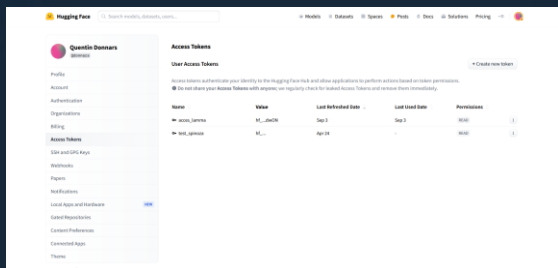 Hugging Face
Search models, datasets, users...
Models
Datasets
Spaces
Posts
Docs
Solutions
Pricing
Quentin Donnars
Access Tokens
User Access Tokens
+ Create new token
Access tokens authenticate your identity to the Hugging Face Hub and allow applications to perform actions based on token permissions.
Do not share your Access Tokens with anyone; we regularly check for leaked Access Tokens and remove them immediately.
Name Value Last Refreshed Date Last Used Date Permissions
Sep 3 Sep 3 READ
test_spinoza hf_... Apr 24 - READ
Profile
Account
Authentication
Organizations
Billing
Access Tokens
SSH and GPG Keys
Webhooks
Papers
Notifications
Local Apps and Hardware NEW
Gated Repositories
Content Preferences
Connected Apps
Theme